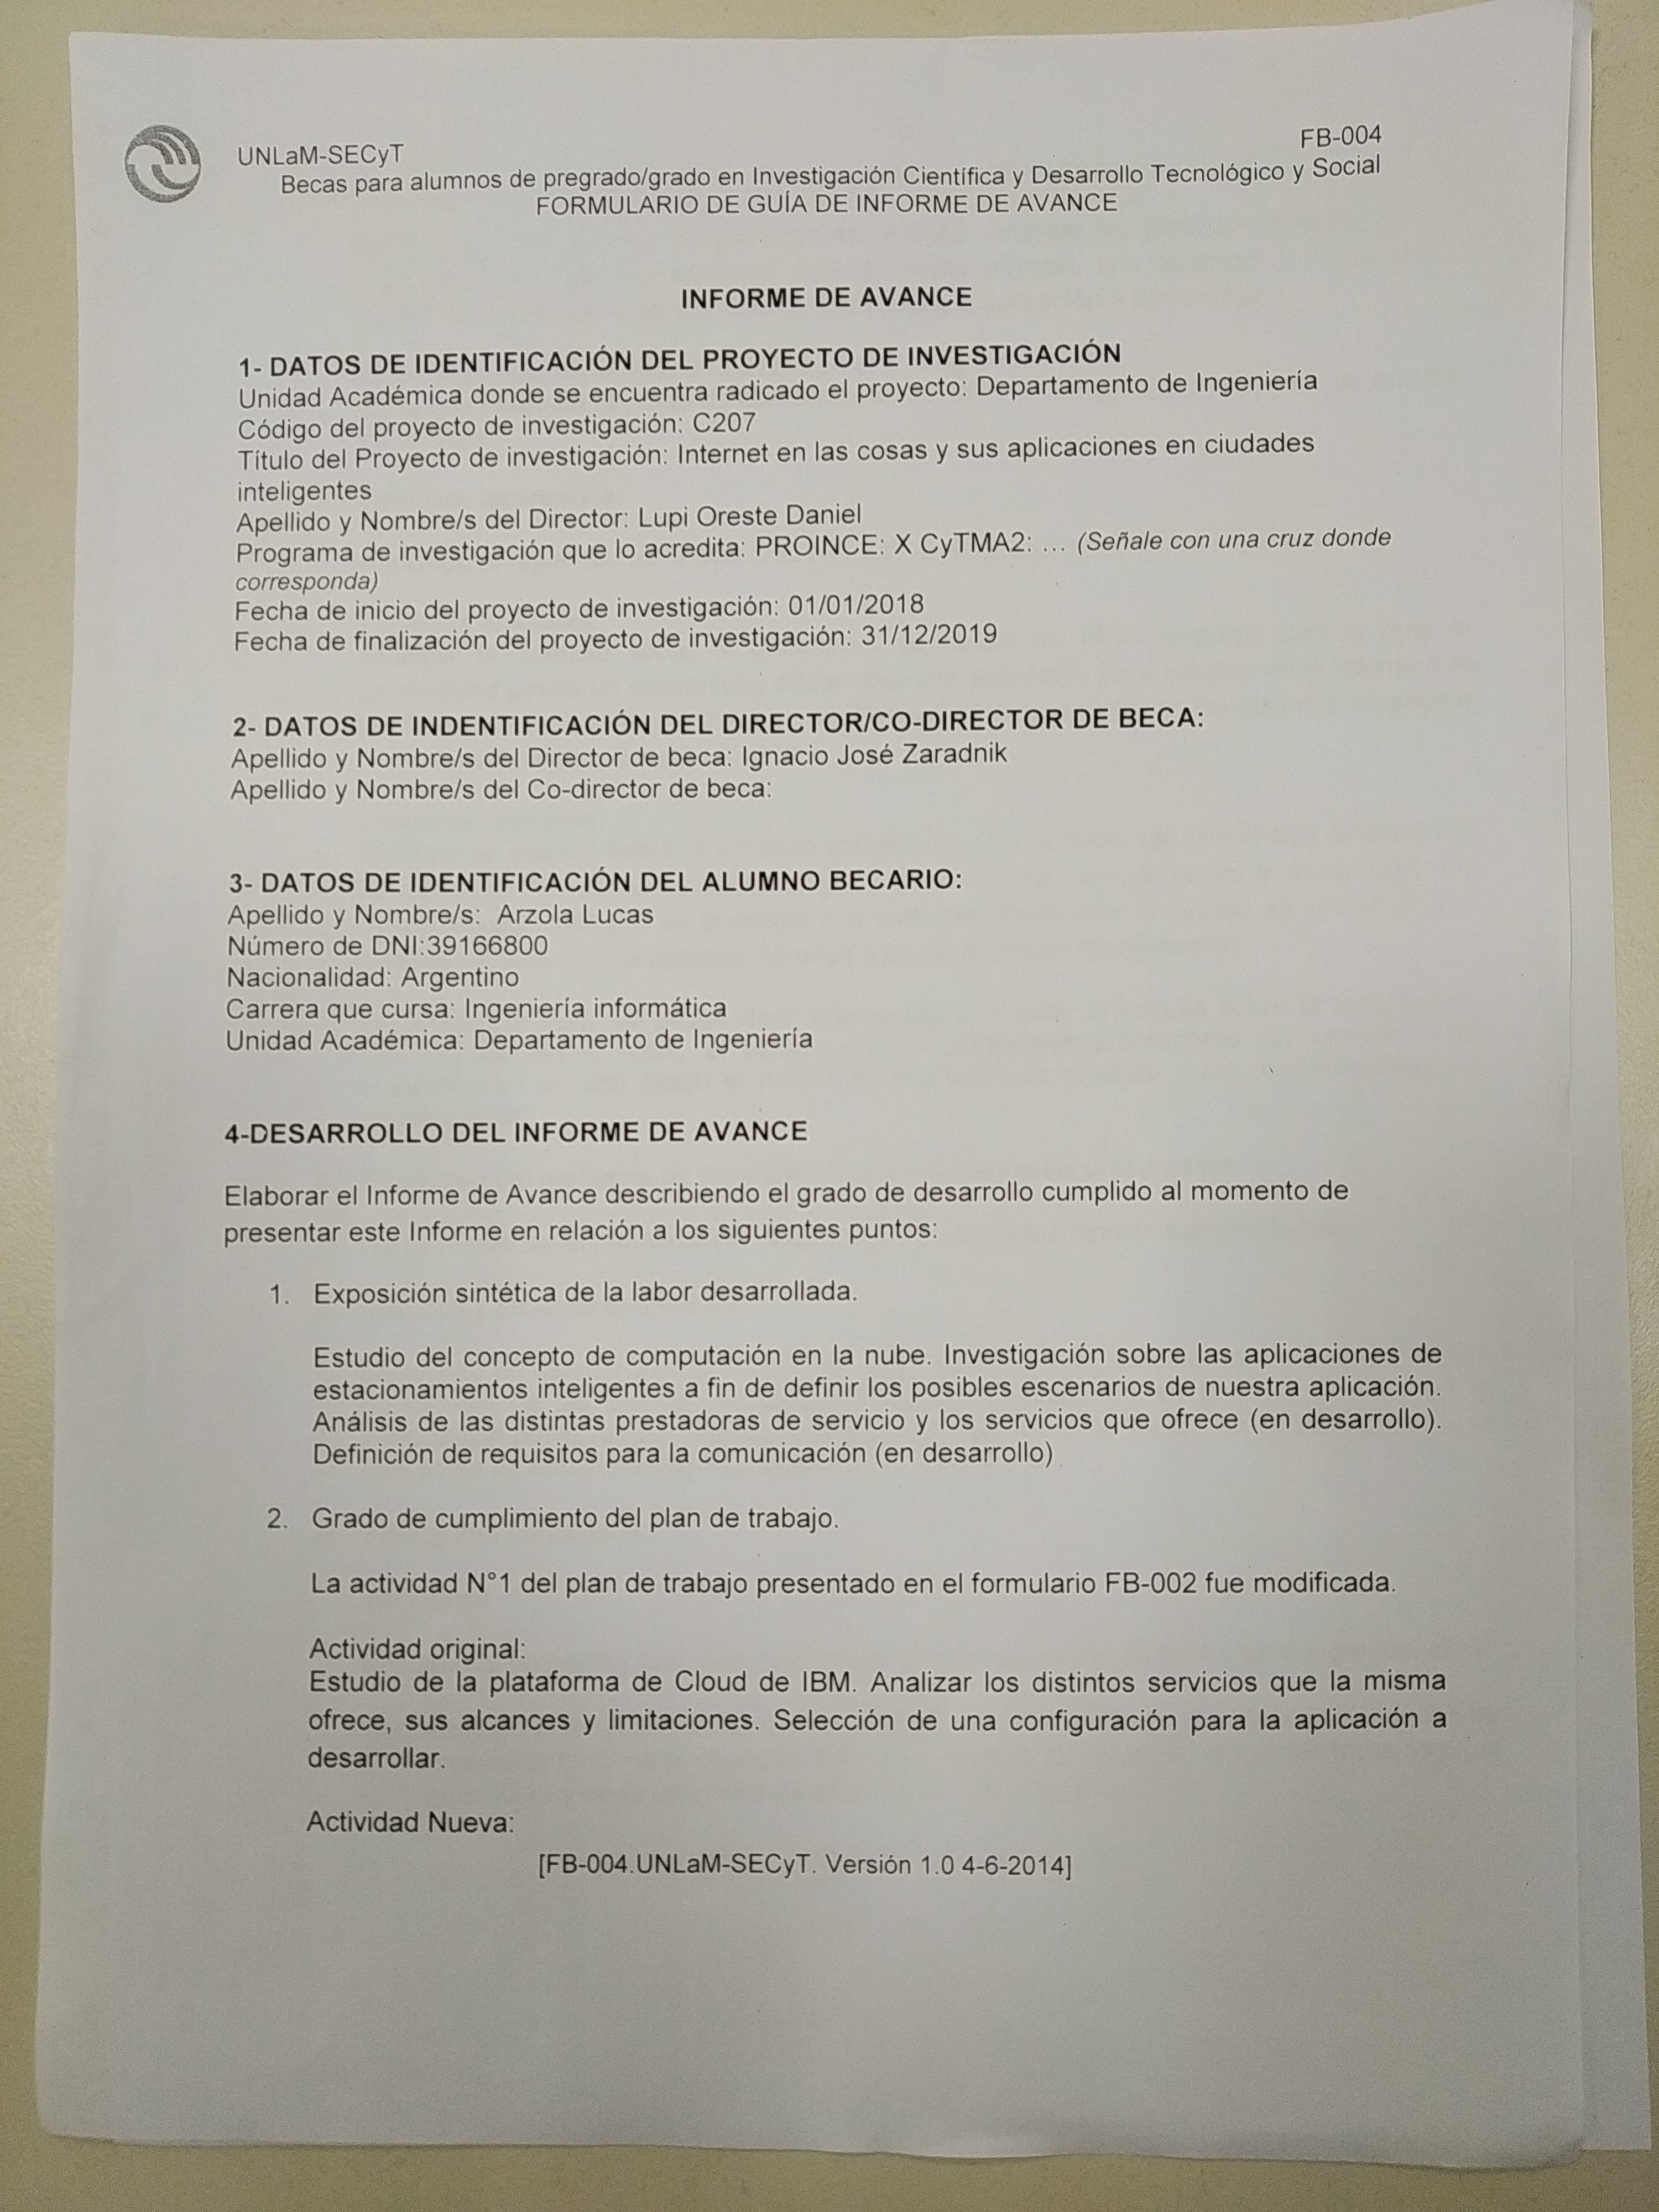 UNLaM-SECyT
FB-004
Becas para alumnos de pregrado/grado en Investigación Científica y Desarrollo Tecnológico y Social
FORMULARIO DE GUÍA DE INFORME DE AVANCE
INFORME DE AVANCE
1- DATOS DE IDENTIFICACIÓN DEL PROYECTO DE INVESTIGACIÓN
Unidad Académica donde se encuentra radicado el proyecto: Departamento de Ingeniería
Código del proyecto de investigación: C207
Título del Proyecto de investigación: Internet en las cosas y sus aplicaciones en ciudades
inteligentes
Apellido y Nombre/s del Director: Lupi Oreste Daniel
Programa de investigación que lo acredita: PROINCE: X CyTMA2: ... (Señale con una cruz donde
corresponda)
Fecha de inicio del proyecto de investigación: 01/01/2018
Fecha de finalización del proyecto de investigación: 31/12/2019
2- DATOS DE INDENTIFICACIÓN DEL DIRECTOR/CO-DIRECTOR DE BECA:
Apellido y Nombre/s del Director de beca: Ignacio José Zaradnik
Apellido y Nombre/s del Co-director de beca:
3- DATOS DE IDENTIFICACIÓN DEL ALUMNO BECARIO:
Apellido y Nombre/s: Arzola Lucas
Número de DNI:39166800
Nacionalidad: Argentino
Carrera que cursa: Ingeniería informática
Unidad Académica: Departamento de Ingeniería
4-DESARROLLO DEL INFORME DE AVANCE
Elaborar el Informe de Avance describiendo el grado de desarrollo cumplido al momento de
presentar este Informe en relación a los siguientes puntos:
1. Exposición sintética de la labor desarrollada.
Estudio del concepto de computación en la nube. Investigación sobre las aplicaciones de
estacionamientos inteligentes a fin de definir los posibles escenarios de nuestra aplicación.
Análisis de las distintas prestadoras de servicio y los servicios que ofrece (en desarrollo).
Definición de requisitos para la comunicación (en desarrollo)
2. Grado de cumplimiento del plan de trabajo.
La actividad N°1 del plan de trabajo presentado en el formulario FB-002 fue modificada.
Actividad original:
Estudio de la plataforma de Cloud de IBM. Analizar los distintos servicios que la misma
ofrece, sus alcances y limitaciones. Selección de una configuración para la aplicación a
desarrollar.
Actividad Nueva:
[FB-004.UNLaM-SECyT. Versión 1.0 4-6-2014]